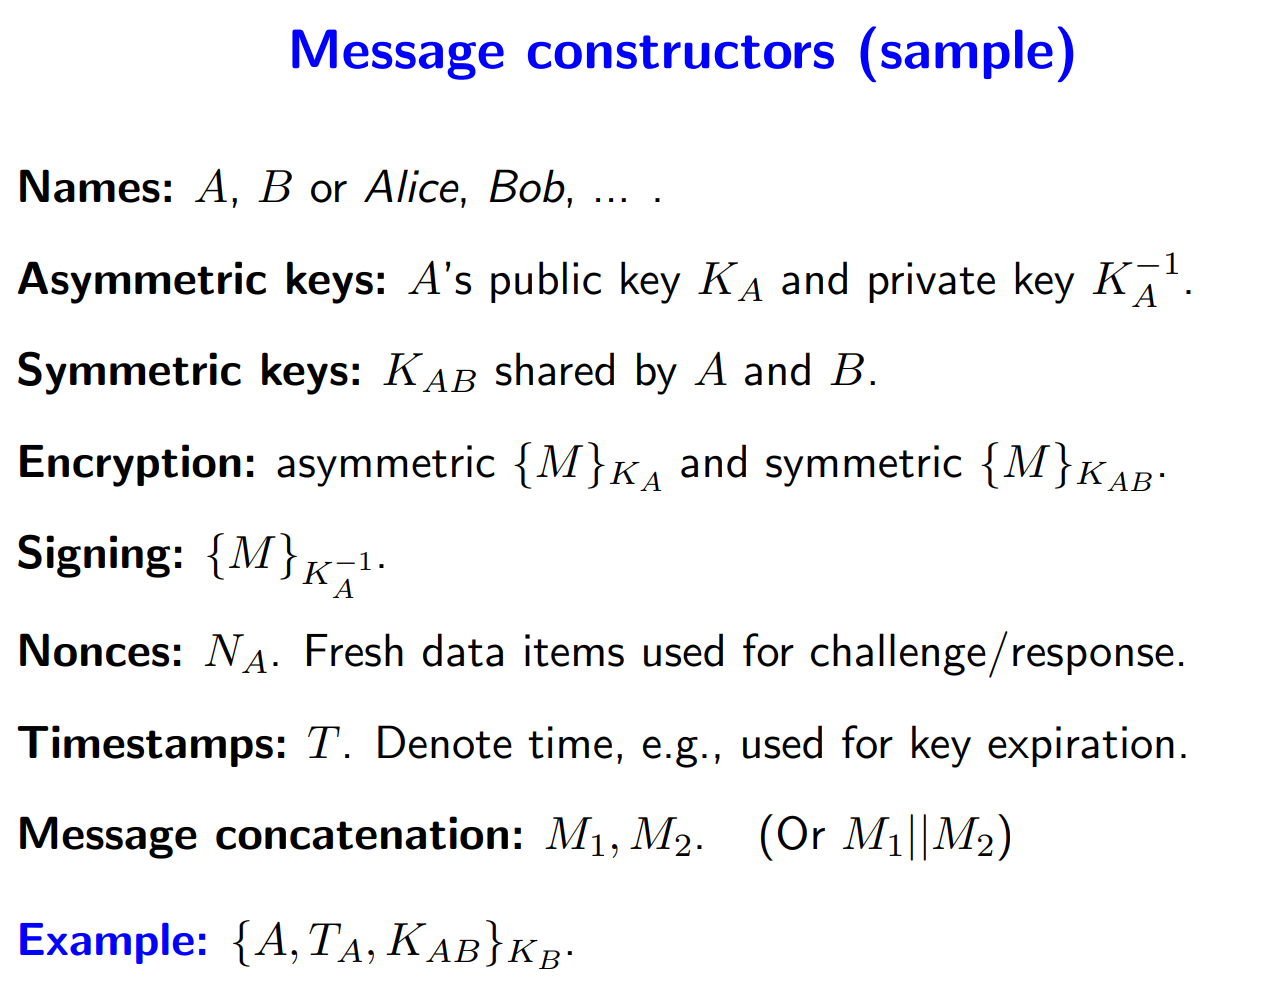 Message constructors (sample)
Names: A, B or Alice, Bob, ... .
Asymmetric keys: A's public key K_A and private key K_A^{-1}.
Symmetric keys: K_{AB} shared by A and B.
Encryption: asymmetric {M}_{K_A} and symmetric {M}_{K_{AB}}.
Signing: {M}_{K_A^{-1}}.
Nonces: N_A. Fresh data items used for challenge/response.
Timestamps: T. Denote time, e.g., used for key expiration.
Message concatenation: M_1, M_2. (Or M_1||M_2)
Example: {A, T_A, K_{AB}}_{K_B}.